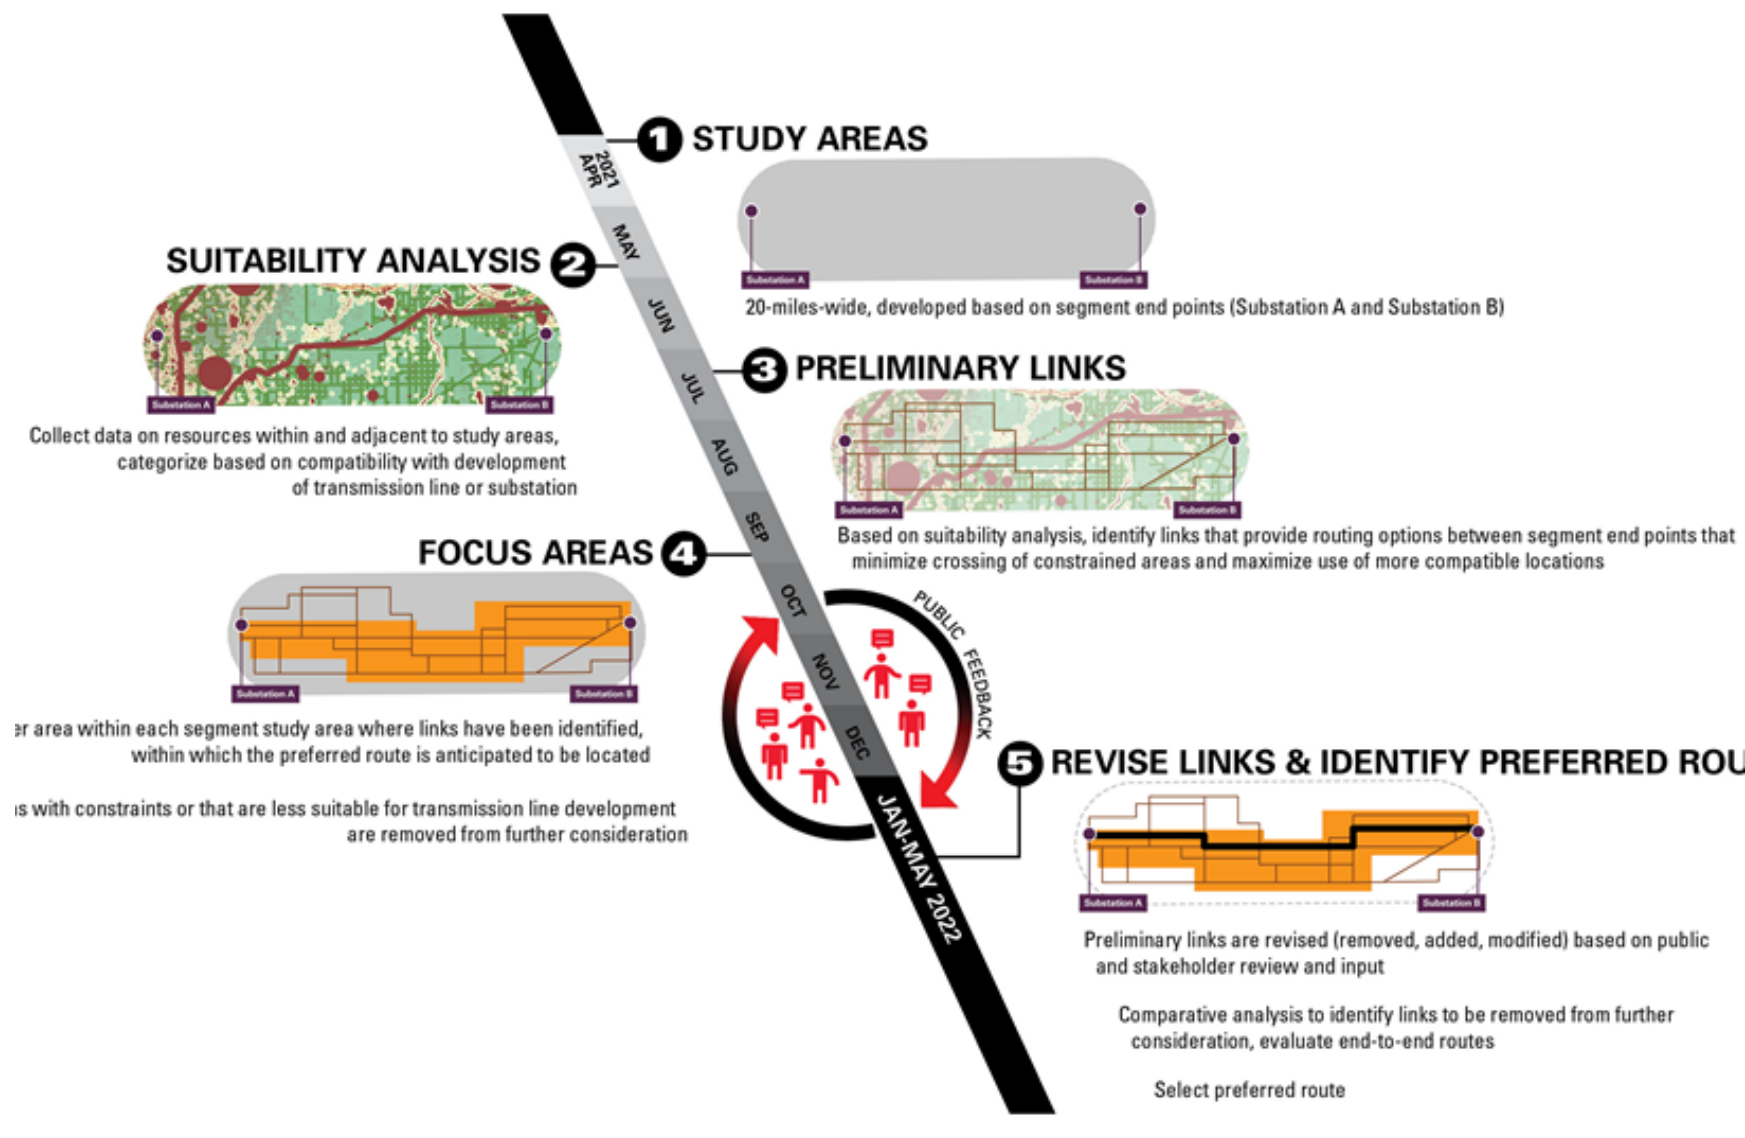 1 STUDY AREAS
2021
APR
Substation A
Substation B
20-miles-wide, developed based on segment end points (Substation A and Substation B)
MAY
SUITABILITY ANALYSIS 2
Substation A
Substation B
Collect data on resources within and adjacent to study areas,
categorize based on compatibility with development
of transmission line or substation
JUN
JUL
3 PRELIMINARY LINKS
Substation A
Substation B
Based on suitability analysis, identify links that provide routing options between segment end points that
minimize crossing of constrained areas and maximize use of more compatible locations
AUG
SEP
FOCUS AREAS 4
Substation A
Substation B
er area within each segment study area where links have been identified,
within which the preferred route is anticipated to be located
s with constraints or that are less suitable for transmission line development
are removed from further consideration
OCT
NOV
DEC
PUBLIC FEEDBACK
JAN-MAY 2022
5 REVISE LINKS & IDENTIFY PREFERRED ROU
Substation A
Substation B
Preliminary links are revised (removed, added, modified) based on public
and stakeholder review and input
Comparative analysis to identify links to be removed from further
consideration, evaluate end-to-end routes
Select preferred route